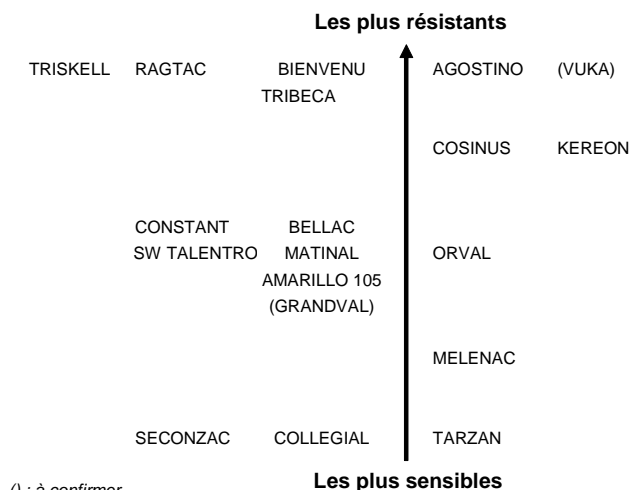 Les plus résistants
TRISKELL RAGTAC BIENVENU AGOSTINO (VUKA)
TRIBECA
COSINUS KEREON
CONSTANT BELLAC
SW TALENTRO MATINAL ORVAL
AMARILLO 105
(GRANDVAL)
MELENAC
SECONZAC COLLEGIAL TARZAN
() : à confirmer
Les plus sensibles